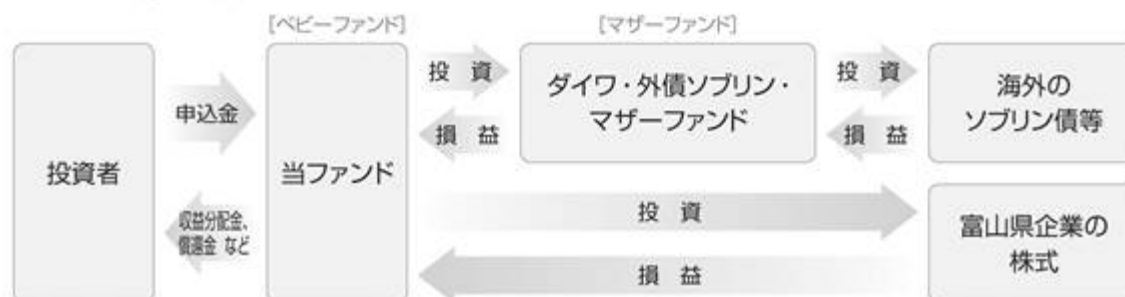 [ベビーファンド]
[マザーファンド]
投資者
申込金
収益分配金、
償還金 など
当ファンド
投 資
損 益
ダイワ・外債ソブリン・
マザーファンド
投 資
損 益
海外の
ソブリン債等
投 資
損 益
富山県企業の
株式